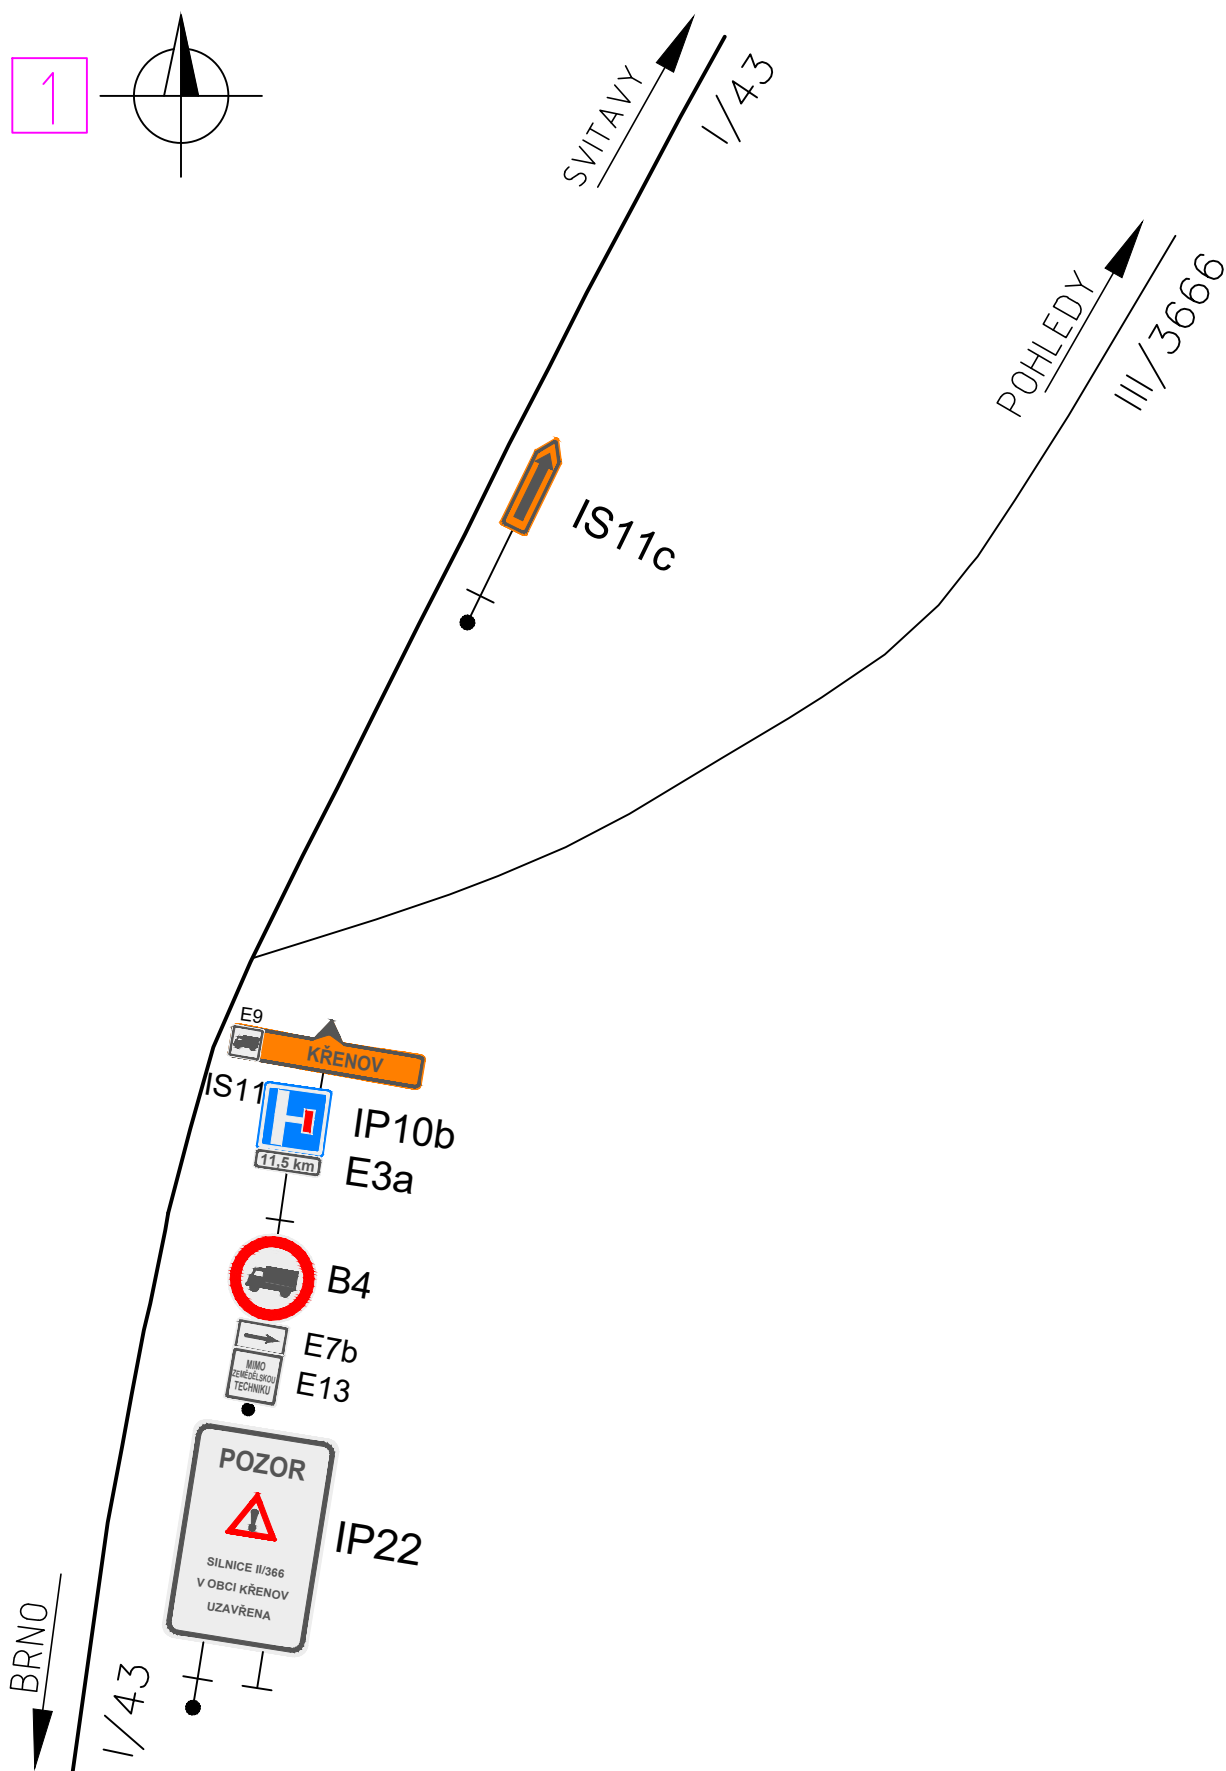 1
SVITAVY
I/43
POHLEDY
III/3666
IS11c
E9
KŘENOV
IS11
IP10b
11,5 km
E3a
B4
E7b
MIMO
ZEMĚDĚLSKOU
TECHNIKU
E13
POZOR
SILNICE II/366
V OBCI KŘENOV
UZAVŘENA
IP22
BRNO
I/43